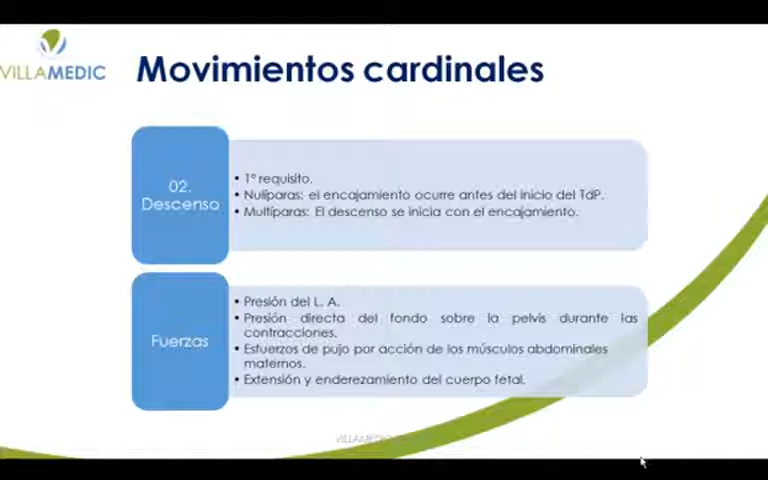 VILLAMEDIC
Movimientos cardinales
02.
Descenso
• 1° requisito.
• Nulíparas: el encajamiento ocurre antes del inicio del TdP.
• Multíparas: El descenso se inicia con el encajamiento.
Fuerzas
• Presión del L. A.
• Presión directa del fondo sobre la pelvis durante las
contracciones.
• Esfuerzos de pujo por acción de los músculos abdominales
maternos.
• Extensión y enderezamiento del cuerpo fetal.
VILLAMEDIC